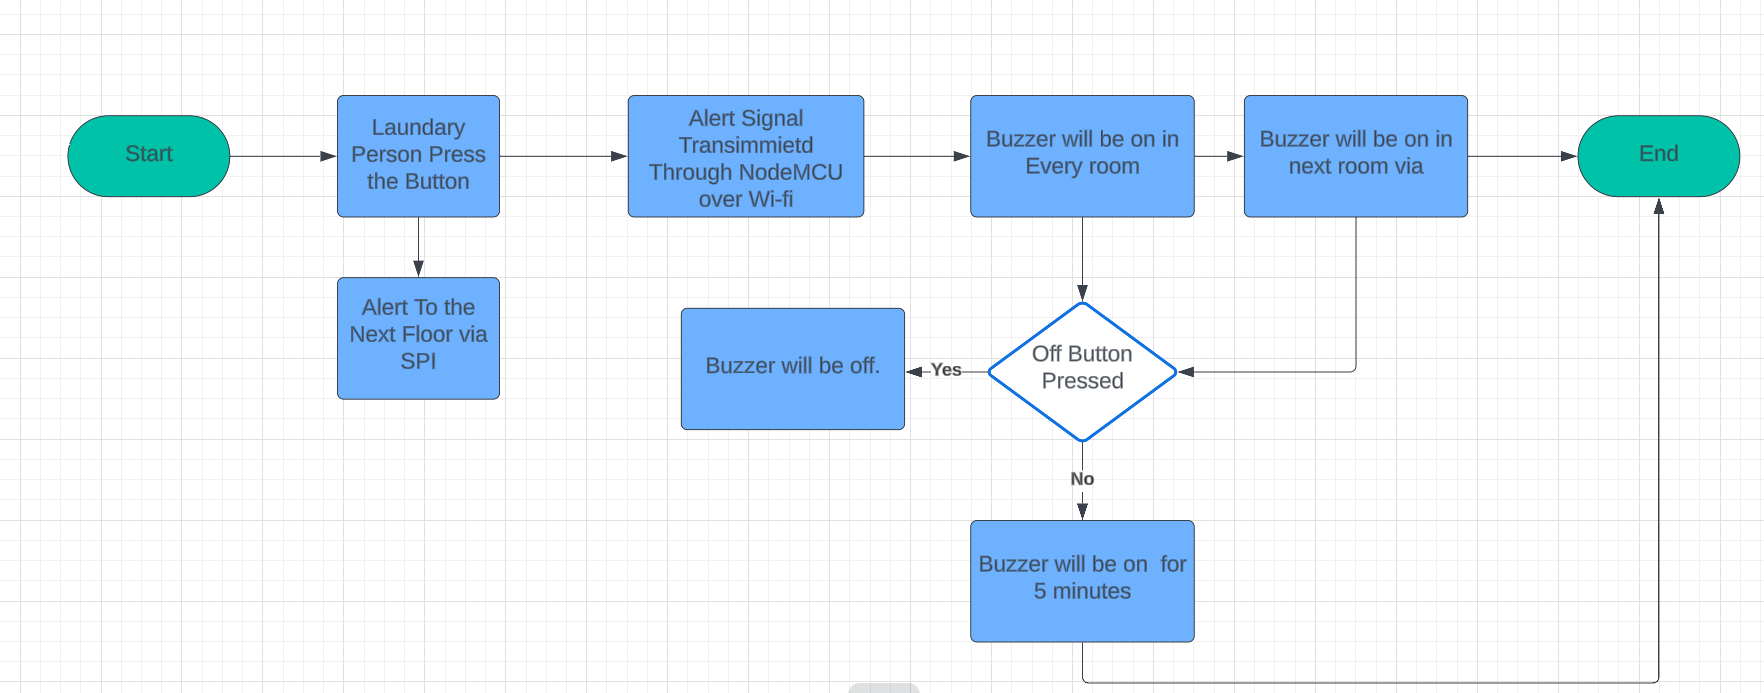 Start
Laundary
Person Press
the Button
Alert Signal
Transimmietd
Through NodeMCU
over Wi-fi
Buzzer will be on in
Every room
Buzzer will be on in
next room via
End
Alert To the
Next Floor via
SPI
Buzzer will be off.
Yes
Off Button
Pressed
No
Buzzer will be on  for
5 minutes